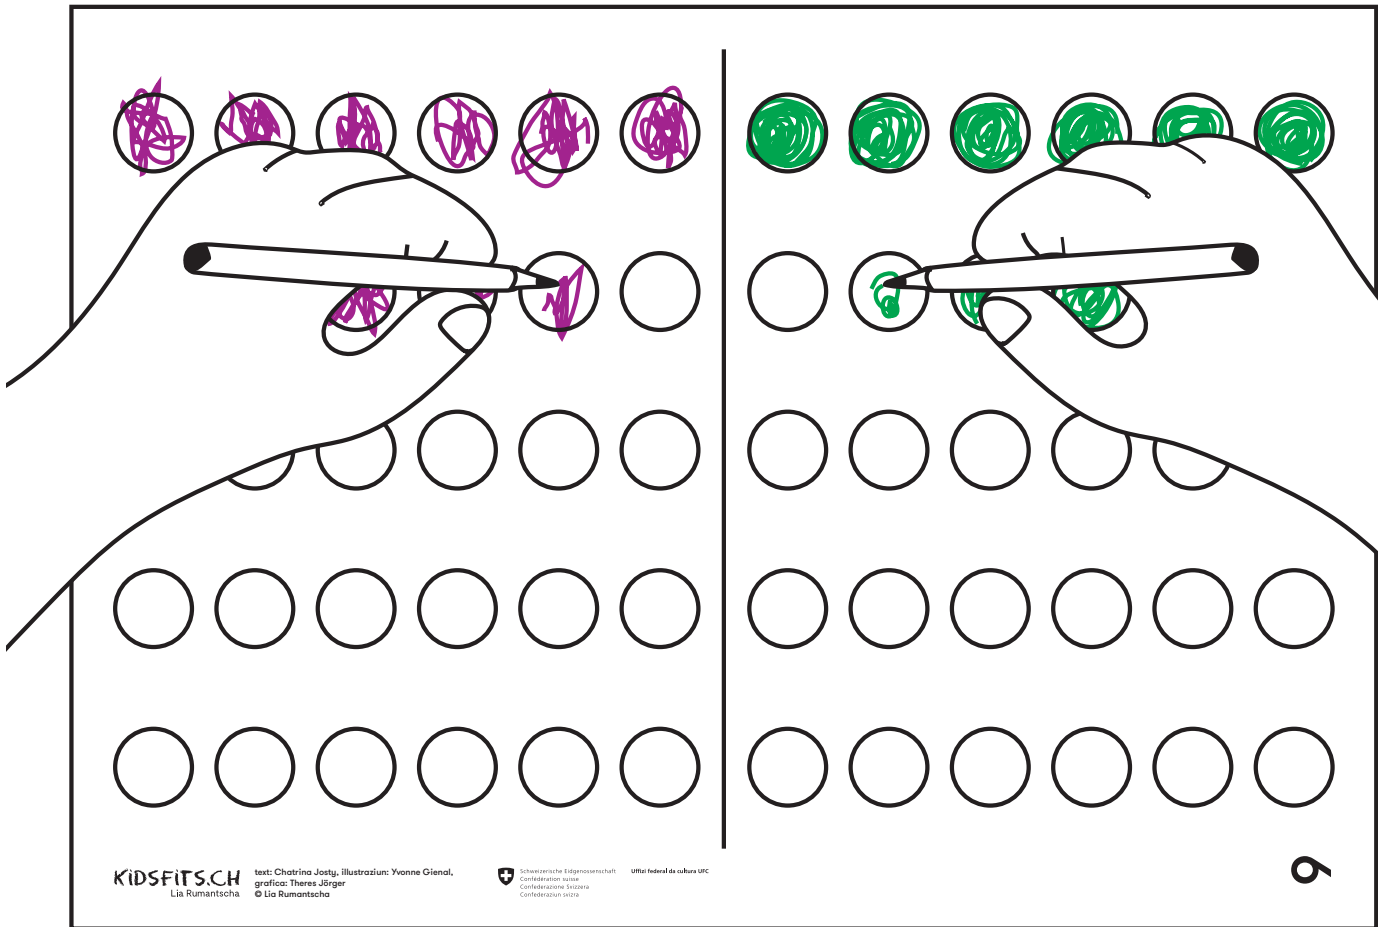 KiDSFiTS.CH
Lia Rumantscha
text: Chatrina Josty, illustraziun: Yvonne Gienal,
grafica: Theres Jörger
© Lia Rumantscha
Schweizerische Eidgenossenschaft
Confédération suisse
Confederazione Svizzera
Confederaziun svizra
Uffizi federal da cultura UFC
9